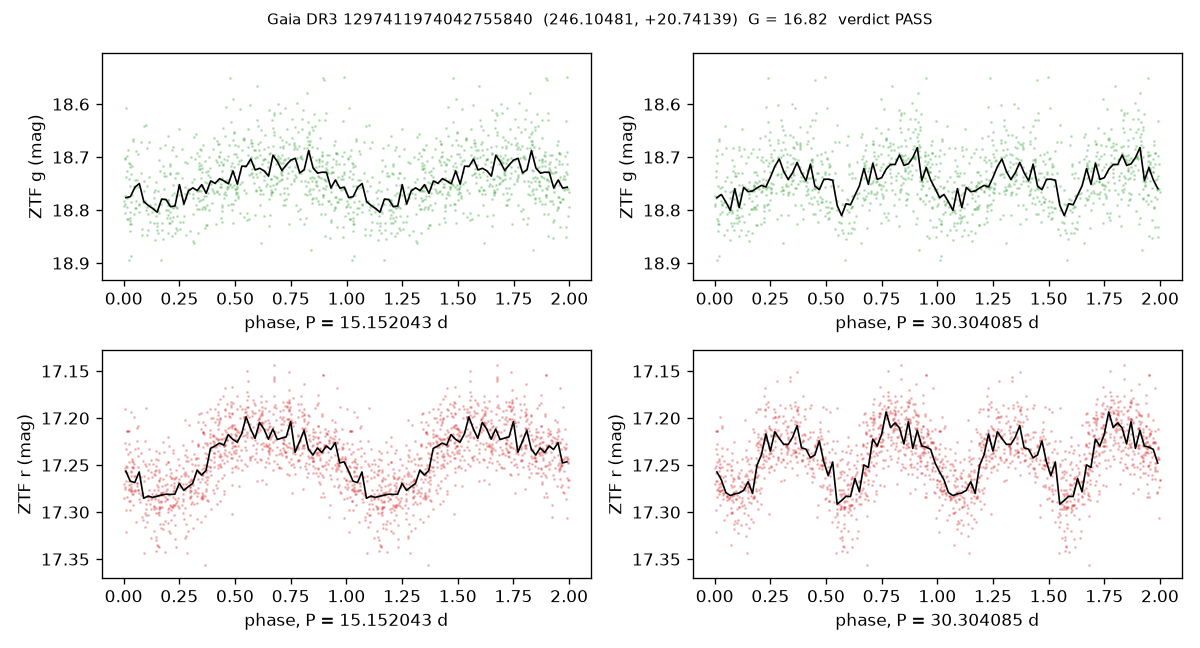 Gaia DR3 1297411974042755840  (246.10481, +20.74139)  G = 16.82  verdict PASS
ZTF g (mag)
18.6
18.7
18.8
18.9
0.00 0.25 0.50 0.75 1.00 1.25 1.50 1.75 2.00
phase, P = 15.152043 d
ZTF g (mag)
18.6
18.7
18.8
18.9
0.00 0.25 0.50 0.75 1.00 1.25 1.50 1.75 2.00
phase, P = 30.304085 d
ZTF r (mag)
17.15
17.20
17.25
17.30
17.35
0.00 0.25 0.50 0.75 1.00 1.25 1.50 1.75 2.00
phase, P = 15.152043 d
ZTF r (mag)
17.15
17.20
17.25
17.30
17.35
0.00 0.25 0.50 0.75 1.00 1.25 1.50 1.75 2.00
phase, P = 30.304085 d